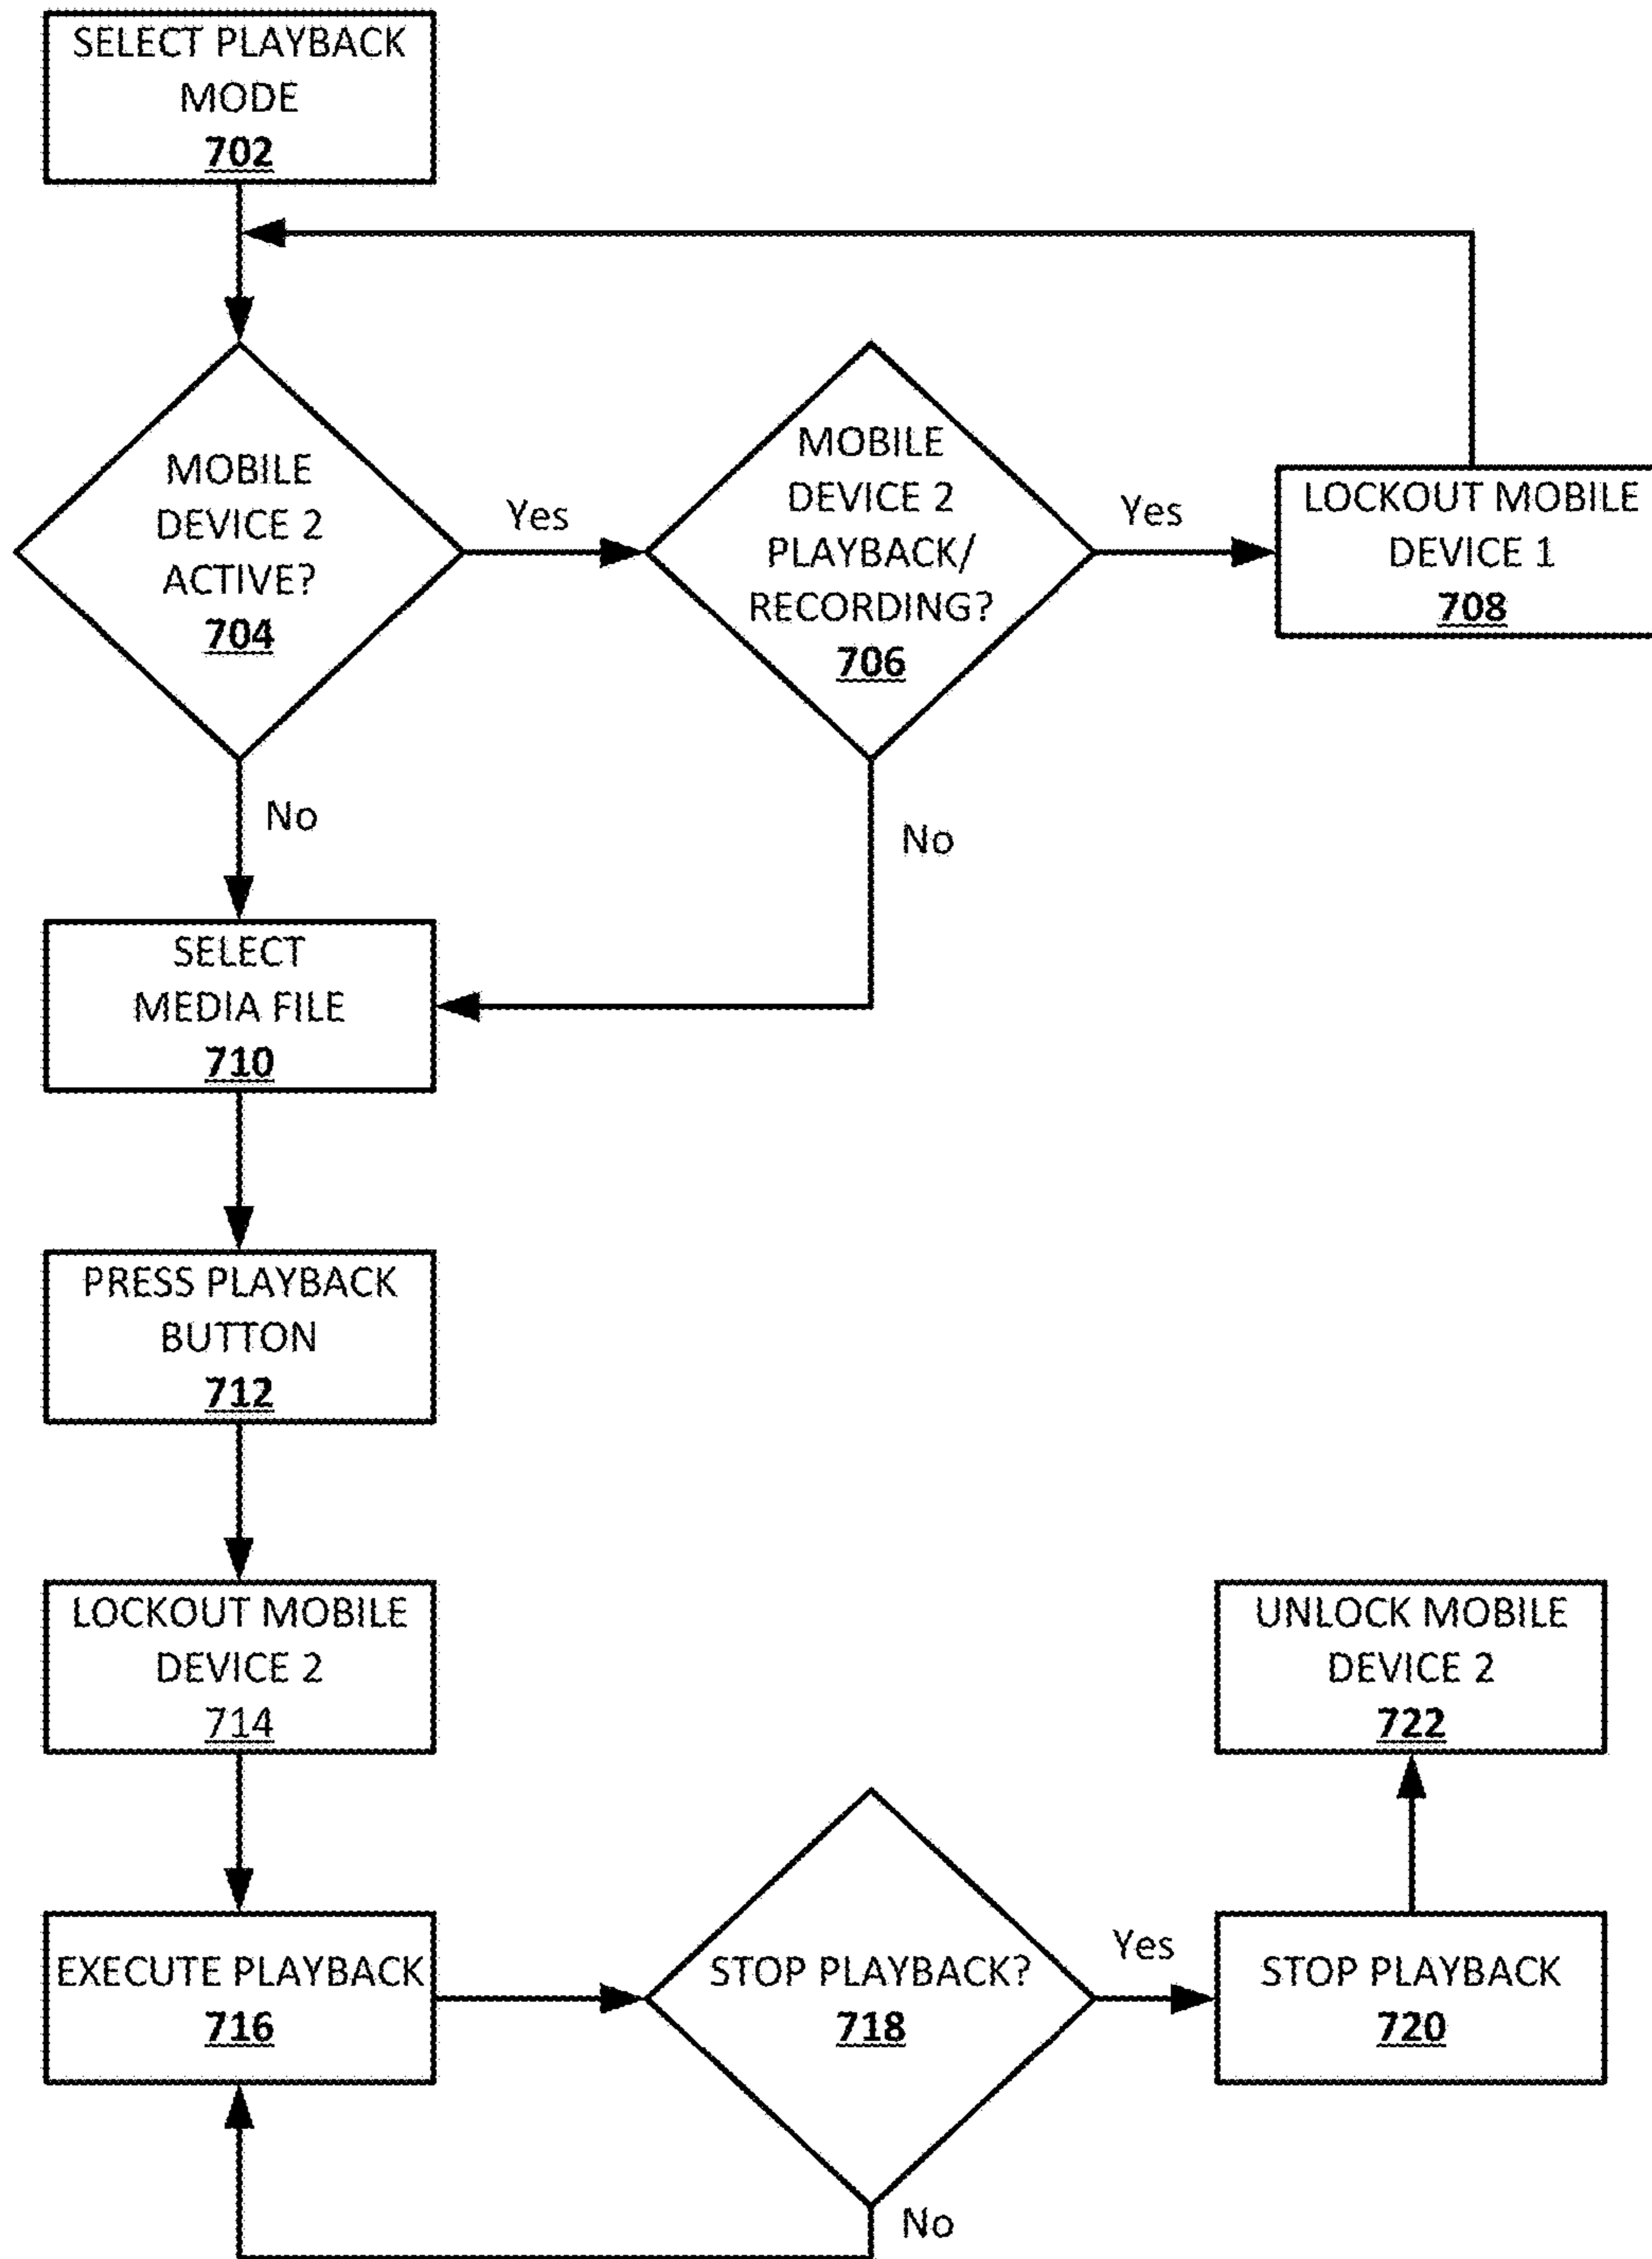 SELECT PLAYBACK
MODE
702
MOBILE
DEVICE 2
ACTIVE?
704
Yes
MOBILE
DEVICE 2
PLAYBACK/
RECORDING?
706
Yes
LOCKOUT MOBILE
DEVICE 1
708
No
No
SELECT
MEDIA FILE
710
PRESS PLAYBACK
BUTTON
712
LOCKOUT MOBILE
DEVICE 2
714
UNLOCK MOBILE
DEVICE 2
722
EXECUTE PLAYBACK
716
STOP PLAYBACK?
718
Yes
STOP PLAYBACK
720
No